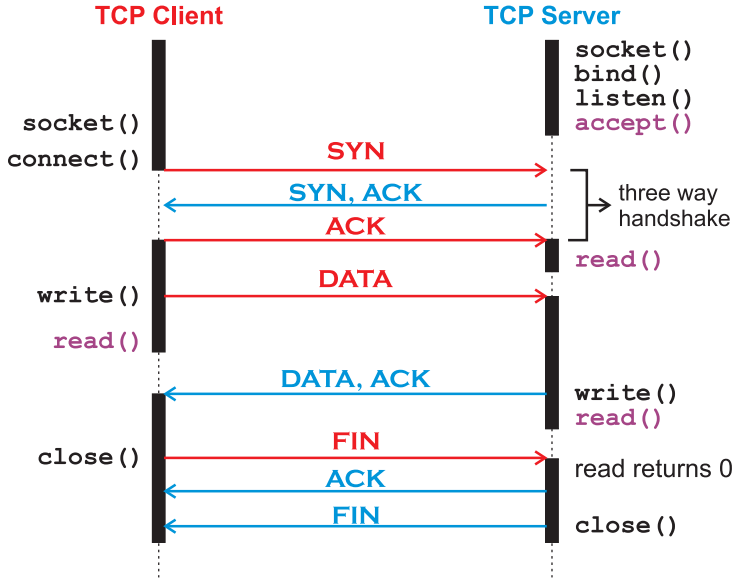 TCP Client
TCP Server
socket()
bind()
listen()
accept()
socket()
connect()
SYN
SYN, ACK
three way
handshake
ACK
read()
DATA
write()
read()
DATA, ACK
write()
read()
FIN
close()
read returns 0
ACK
FIN
close()